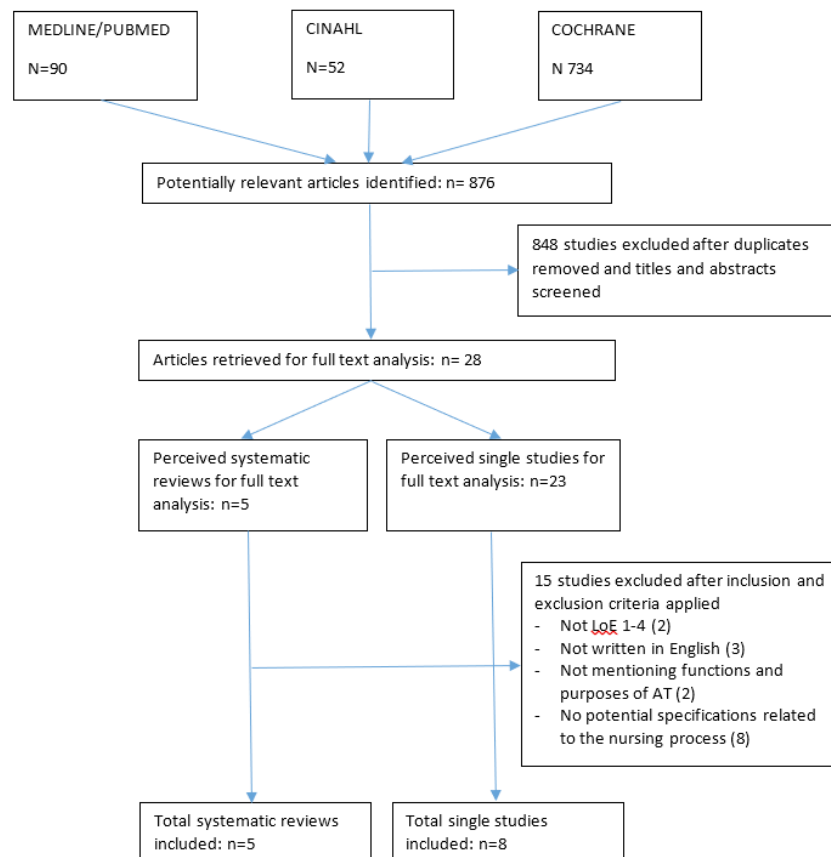 MEDLINE/PUBMED
N=90
CINAHL
N=52
COCHRANE
N 734
Potentially relevant articles identified: n= 876
848 studies excluded after duplicates
removed and titles and abstracts
screened
Articles retrieved for full text analysis: n= 28
Perceived systematic
reviews for full text
analysis: n=5
Perceived single studies for
full text analysis: n=23
15 studies excluded after inclusion and
exclusion criteria applied
- Not LoE 1-4 (2)
- Not written in English (3)
- Not mentioning functions and
purposes of AT (2)
- No potential specifications related
to the nursing process (8)
Total systematic reviews
included: n=5
Total single studies
included: n=8